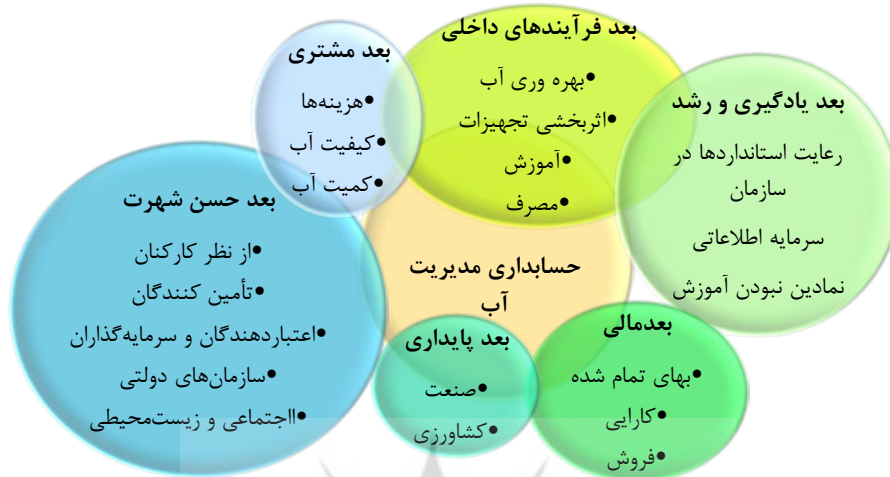 بعد فرآیندهای داخلی
•بهره وری آب
•اثربخشی تجهیزات
•آموزش
•مصرف
بعد مشتری
•هزینه‌ها
•کیفیت آب
•کمیت آب
بعد یادگیری و رشد
رعایت استانداردها در
سازمان
سرمایه اطلاعاتی
نمادین نبودن آموزش
بعد حسن شهرت
•از نظر کارکنان
•تأمین کنندگان
•اعتباردهندگان و سرمایه‌گذاران
•سازمان‌های دولتی
•ااجتماعی و زیست‌محیطی
حسابداری مدیریت
آب
بعدمالی
•بهای تمام شده
•کارایی
•فروش
بعد پایداری
•صنعت
•کشاورزی